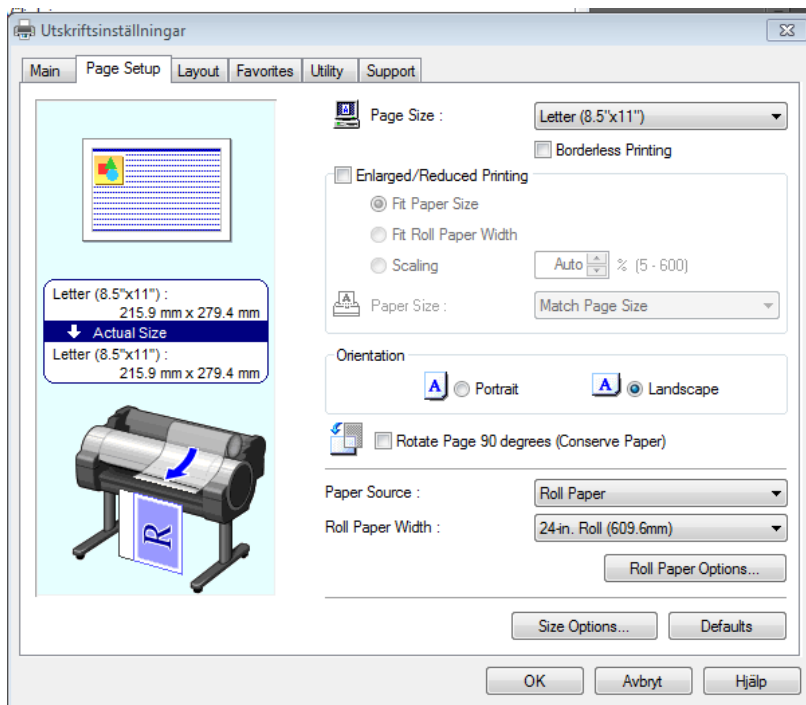 Utskriftsinställningar
Main Page Setup Layout Favorites Utility Support
Page Size : Letter (8.5"x11")
Borderless Printing
Enlarged/Reduced Printing
Fit Paper Size
Fit Roll Paper Width
Scaling Auto % (5 - 600)
Paper Size : Match Page Size
Letter (8.5"x11") :
215.9 mm x 279.4 mm
Actual Size
Letter (8.5"x11") :
215.9 mm x 279.4 mm
Orientation
A Portrait A Landscape
Rotate Page 90 degrees (Conserve Paper)
R
Paper Source : Roll Paper
Roll Paper Width : 24-in. Roll (609.6mm)
Roll Paper Options...
Size Options... Defaults
OK Avbryt Hjälp